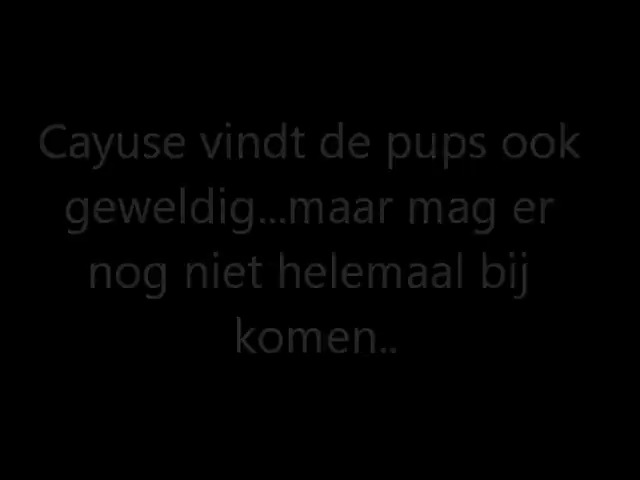 Cayuse vindt de pups ook
geweldig...maar mag er
nog niet helemaal bij
komen..